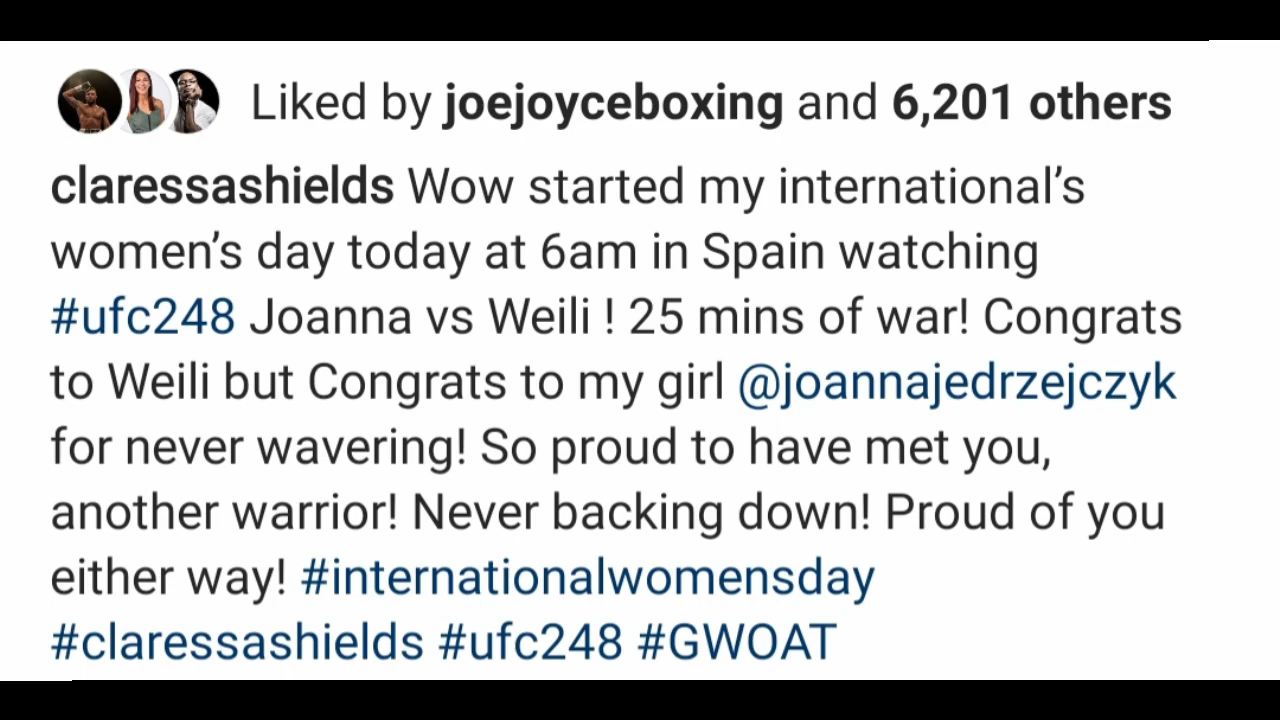 Liked by joejoyceboxing and 6,201 others
claressashields Wow started my international’s
women’s day today at 6am in Spain watching
#ufc248 Joanna vs Weili ! 25 mins of war! Congrats
to Weili but Congrats to my girl @joannajedrzejczyk
for never wavering! So proud to have met you,
another warrior! Never backing down! Proud of you
either way! #internationalwomensday
#claressashields #ufc248 #GWOAT